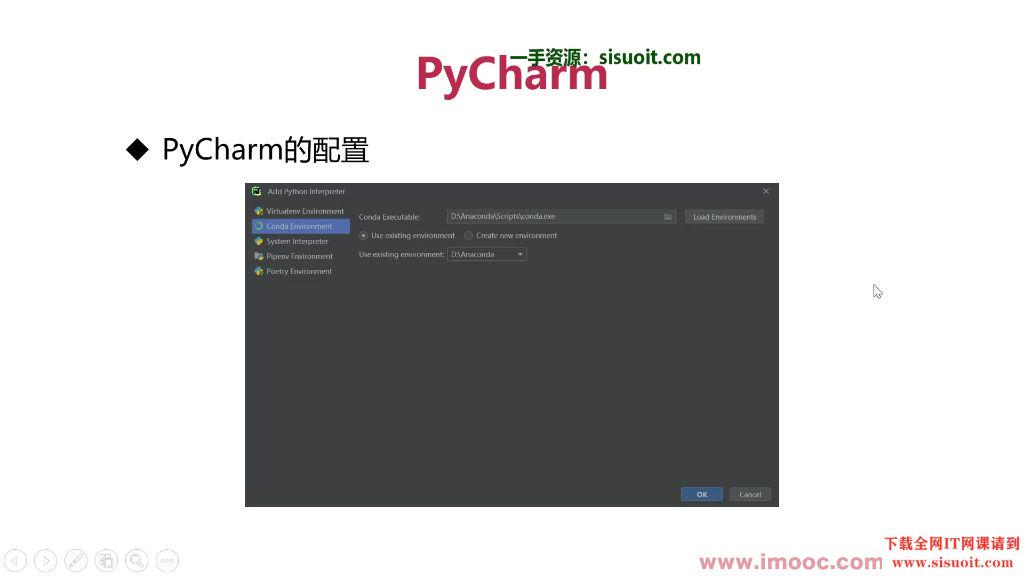 一手资源：sisuoit.com
PyCharm
◆ PyCharm的配置
Add Python Interpreter
Virtualenv Environment
Conda Environment
System Interpreter
Pipenv Environment
Poetry Environment
Conda Executable: D:\Anaconda\Scripts\conda.exe Load Environments
Use existing environment Create new environment
Use existing environment: D:\Anaconda
OK Cancel
下载全网IT网课请到
www.imooc.com
www.sisuoit.com